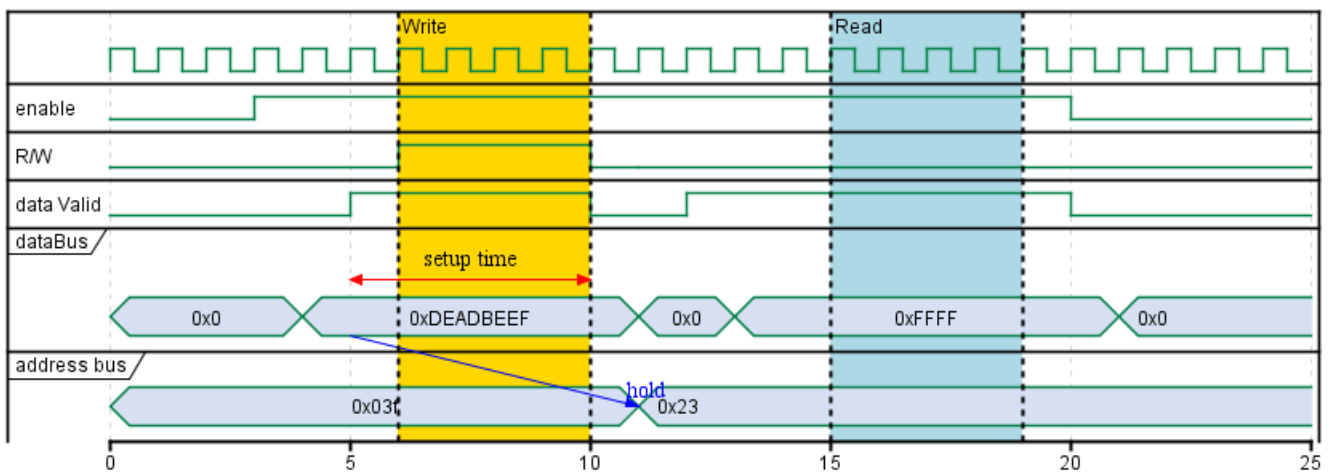 Write Read
enable
R/W
data Valid
dataBus
setup time
0x0 0xDEADBEEF 0x0 0xFFFF 0x0
address bus
hold
0x03f 0x23
0 5 10 15 20 25